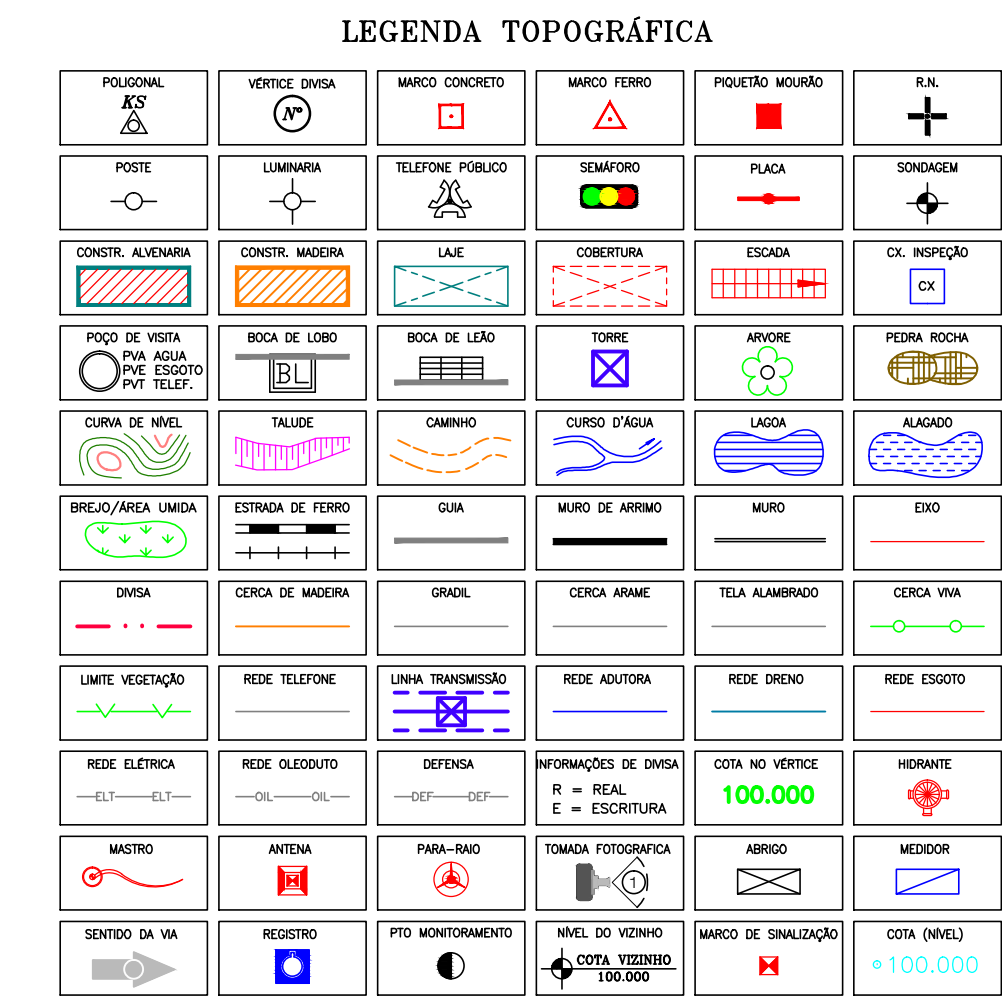 LEGENDA TOPOGRÁFICA
POLIGONAL
KS
VÉRTICE DIVISA
Nº
MARCO CONCRETO
MARCO FERRO
PIQUETÃO MOURÃO
R.N.
POSTE
LUMINARIA
TELEFONE PÚBLICO
SEMÁFORO
PLACA
SONDAGEM
CONSTR. ALVENARIA
CONSTR. MADEIRA
LAJE
COBERTURA
ESCADA
CX. INSPEÇÃO
CX
POÇO DE VISITA
PVA AGUA
PVE ESGOTO
PVT TELEF.
BOCA DE LOBO
BL
BOCA DE LEÃO
TORRE
ARVORE
PEDRA ROCHA
CURVA DE NÍVEL
TALUDE
CAMINHO
CURSO D'ÁGUA
LAGOA
ALAGADO
BREJO/ÁREA UMIDA
ESTRADA DE FERRO
GUIA
MURO DE ARRIMO
MURO
EIXO
DIVISA
CERCA DE MADEIRA
GRADIL
CERCA ARAME
TELA ALAMBRADO
CERCA VIVA
LIMITE VEGETAÇÃO
REDE TELEFONE
LINHA TRANSMISSÃO
REDE ADUTORA
REDE DRENO
REDE ESGOTO
REDE ELÉTRICA
ELT ELT
REDE OLEODUTO
OIL OIL
DEFENSA
DEF DEF
INFORMAÇÕES DE DIVISA
R = REAL
E = ESCRITURA
COTA NO VÉRTICE
100.000
HIDRANTE
MASTRO
ANTENA
PARA-RAIO
TOMADA FOTOGRAFICA
1
ABRIGO
MEDIDOR
SENTIDO DA VIA
REGISTRO
PTO MONITORAMENTO
NÍVEL DO VIZINHO
COTA VIZINHO
100.000
MARCO DE SINALIZAÇÃO
COTA (NÍVEL)
100.000